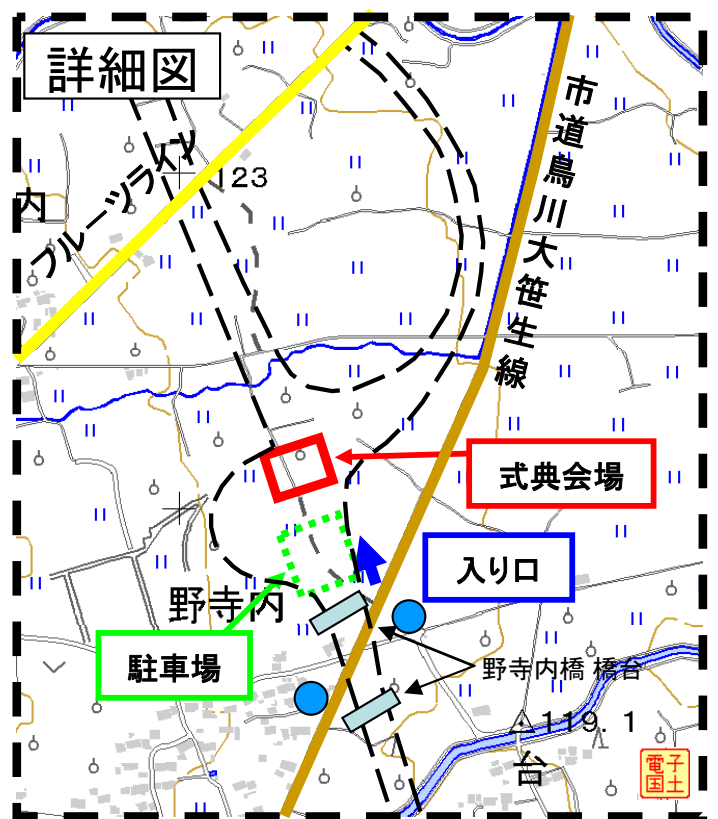 詳細図
市道鳥川大笹生線
フルーツライン
123
内
式典会場
入り口
野寺内
駐車場
野寺内橋 橋台
119.1
台
電子
国土